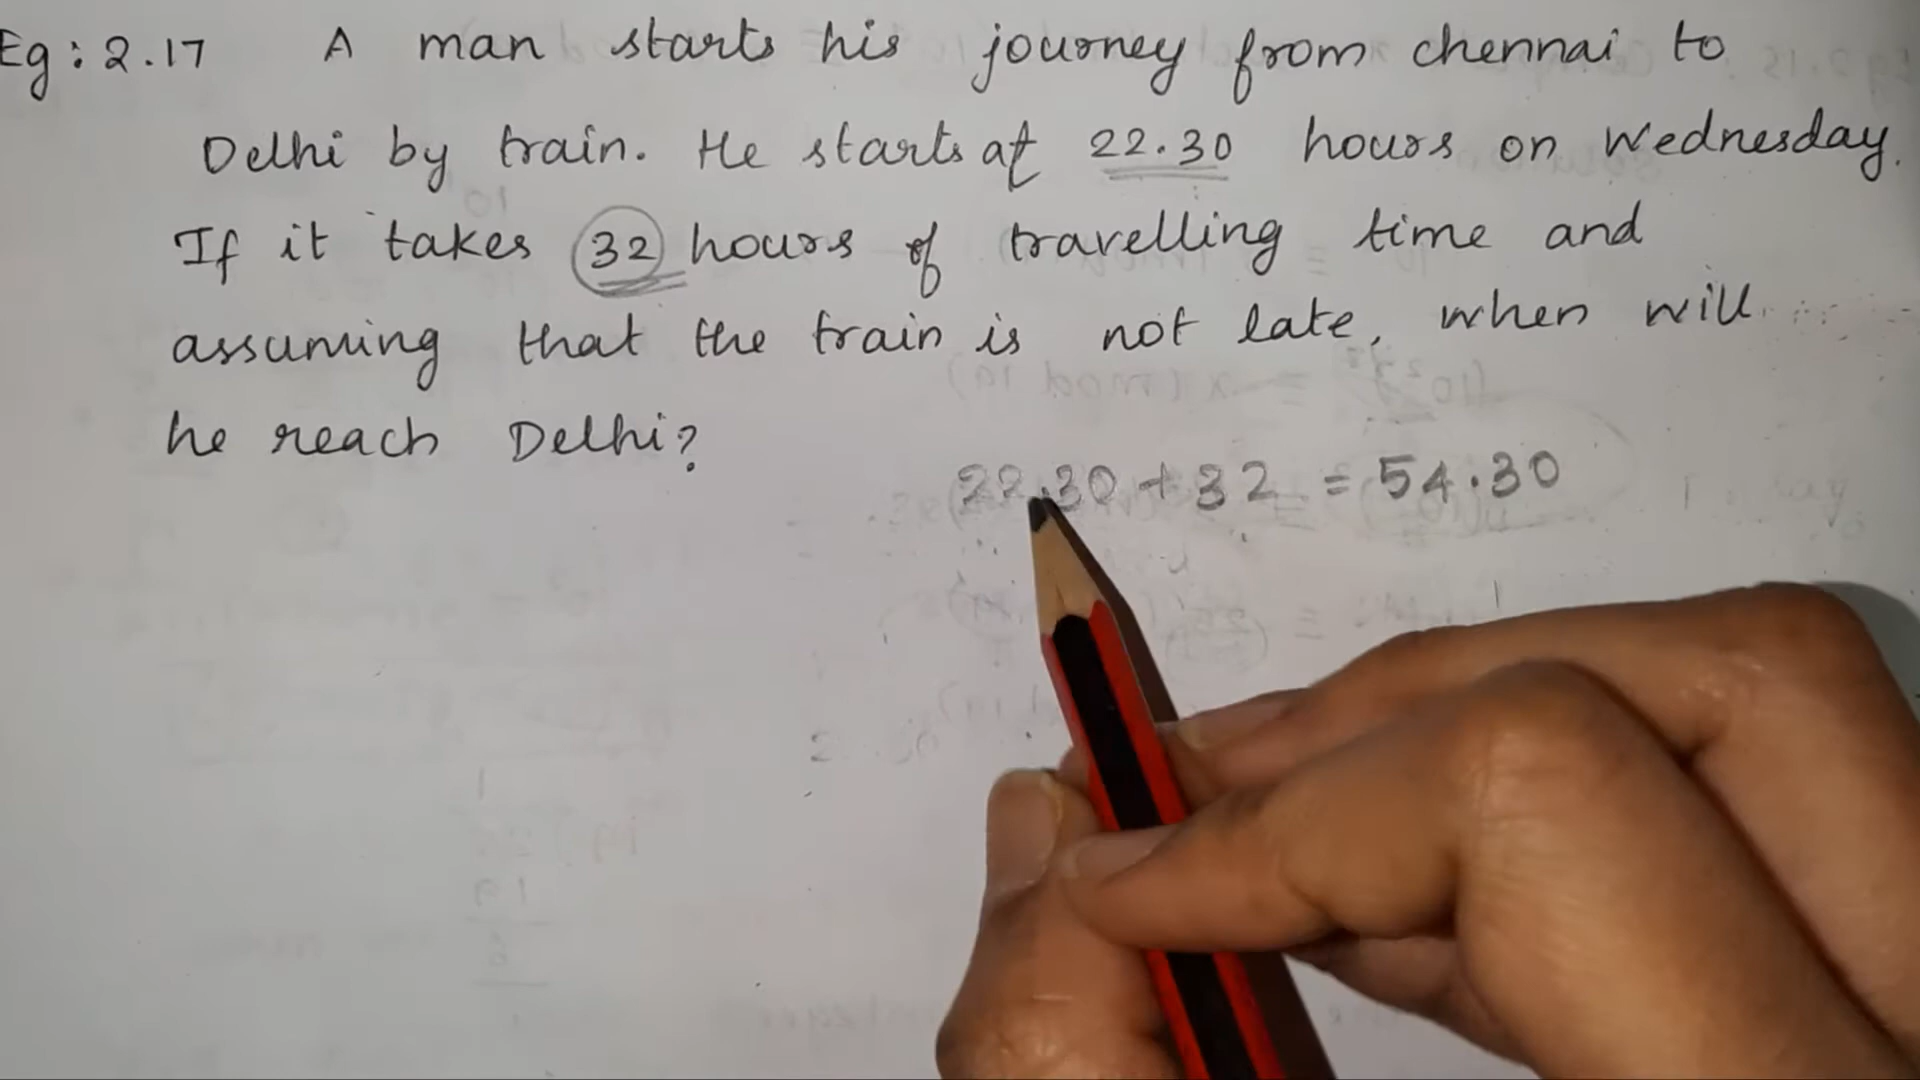 Eg: 2.17 A man starts his journey from chennai to
Delhi by train. He starts at 22.30 hours on Wednesday.
If it takes 32 hours of travelling time and
assuming that the train is not late, when will
he reach Delhi?
22.30 + 32 = 54.30